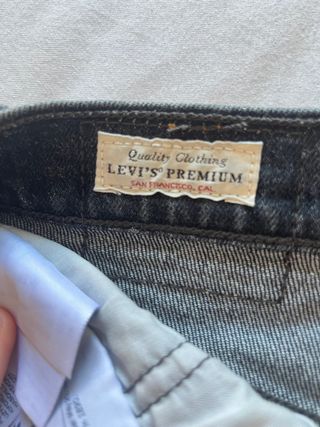 Quality Clothing
LEVI'S® PREMIUM
SAN FRANCISCO, CAL